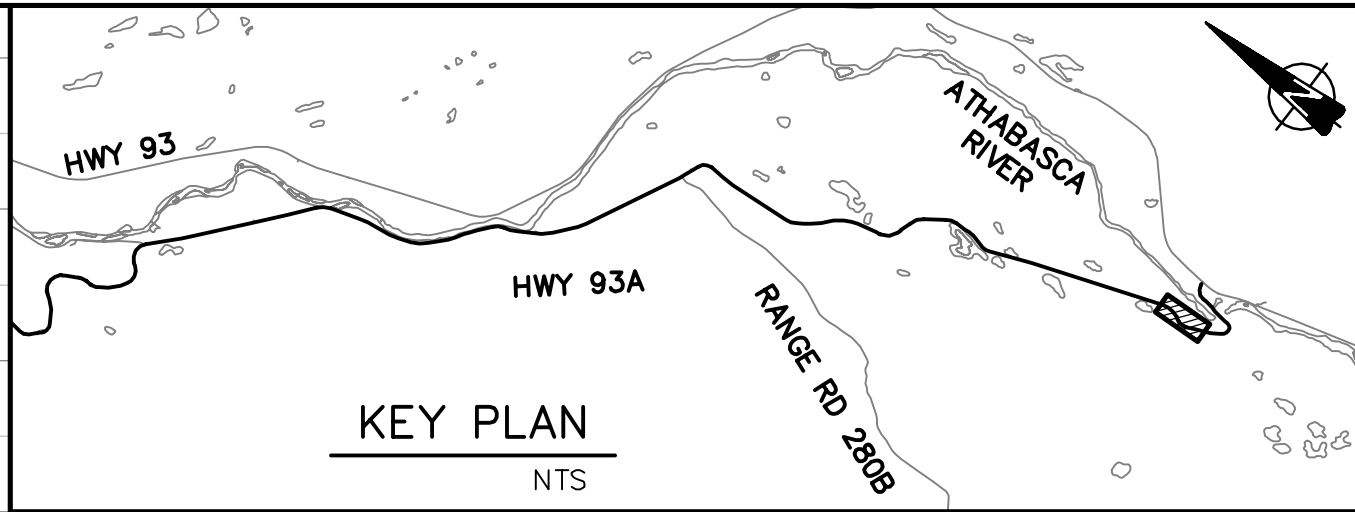 HWY 93
ATHABASCA
RIVER
HWY 93A
RANGE RD 280B
KEY PLAN
NTS